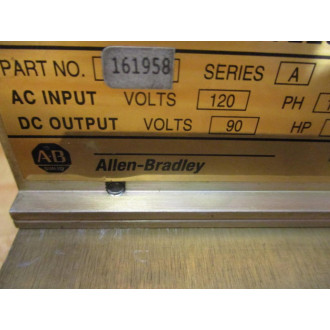 PART NO. 161958 SERIES A
AC INPUT VOLTS 120 PH
DC OUTPUT VOLTS 90 HP
AB Allen-Bradley